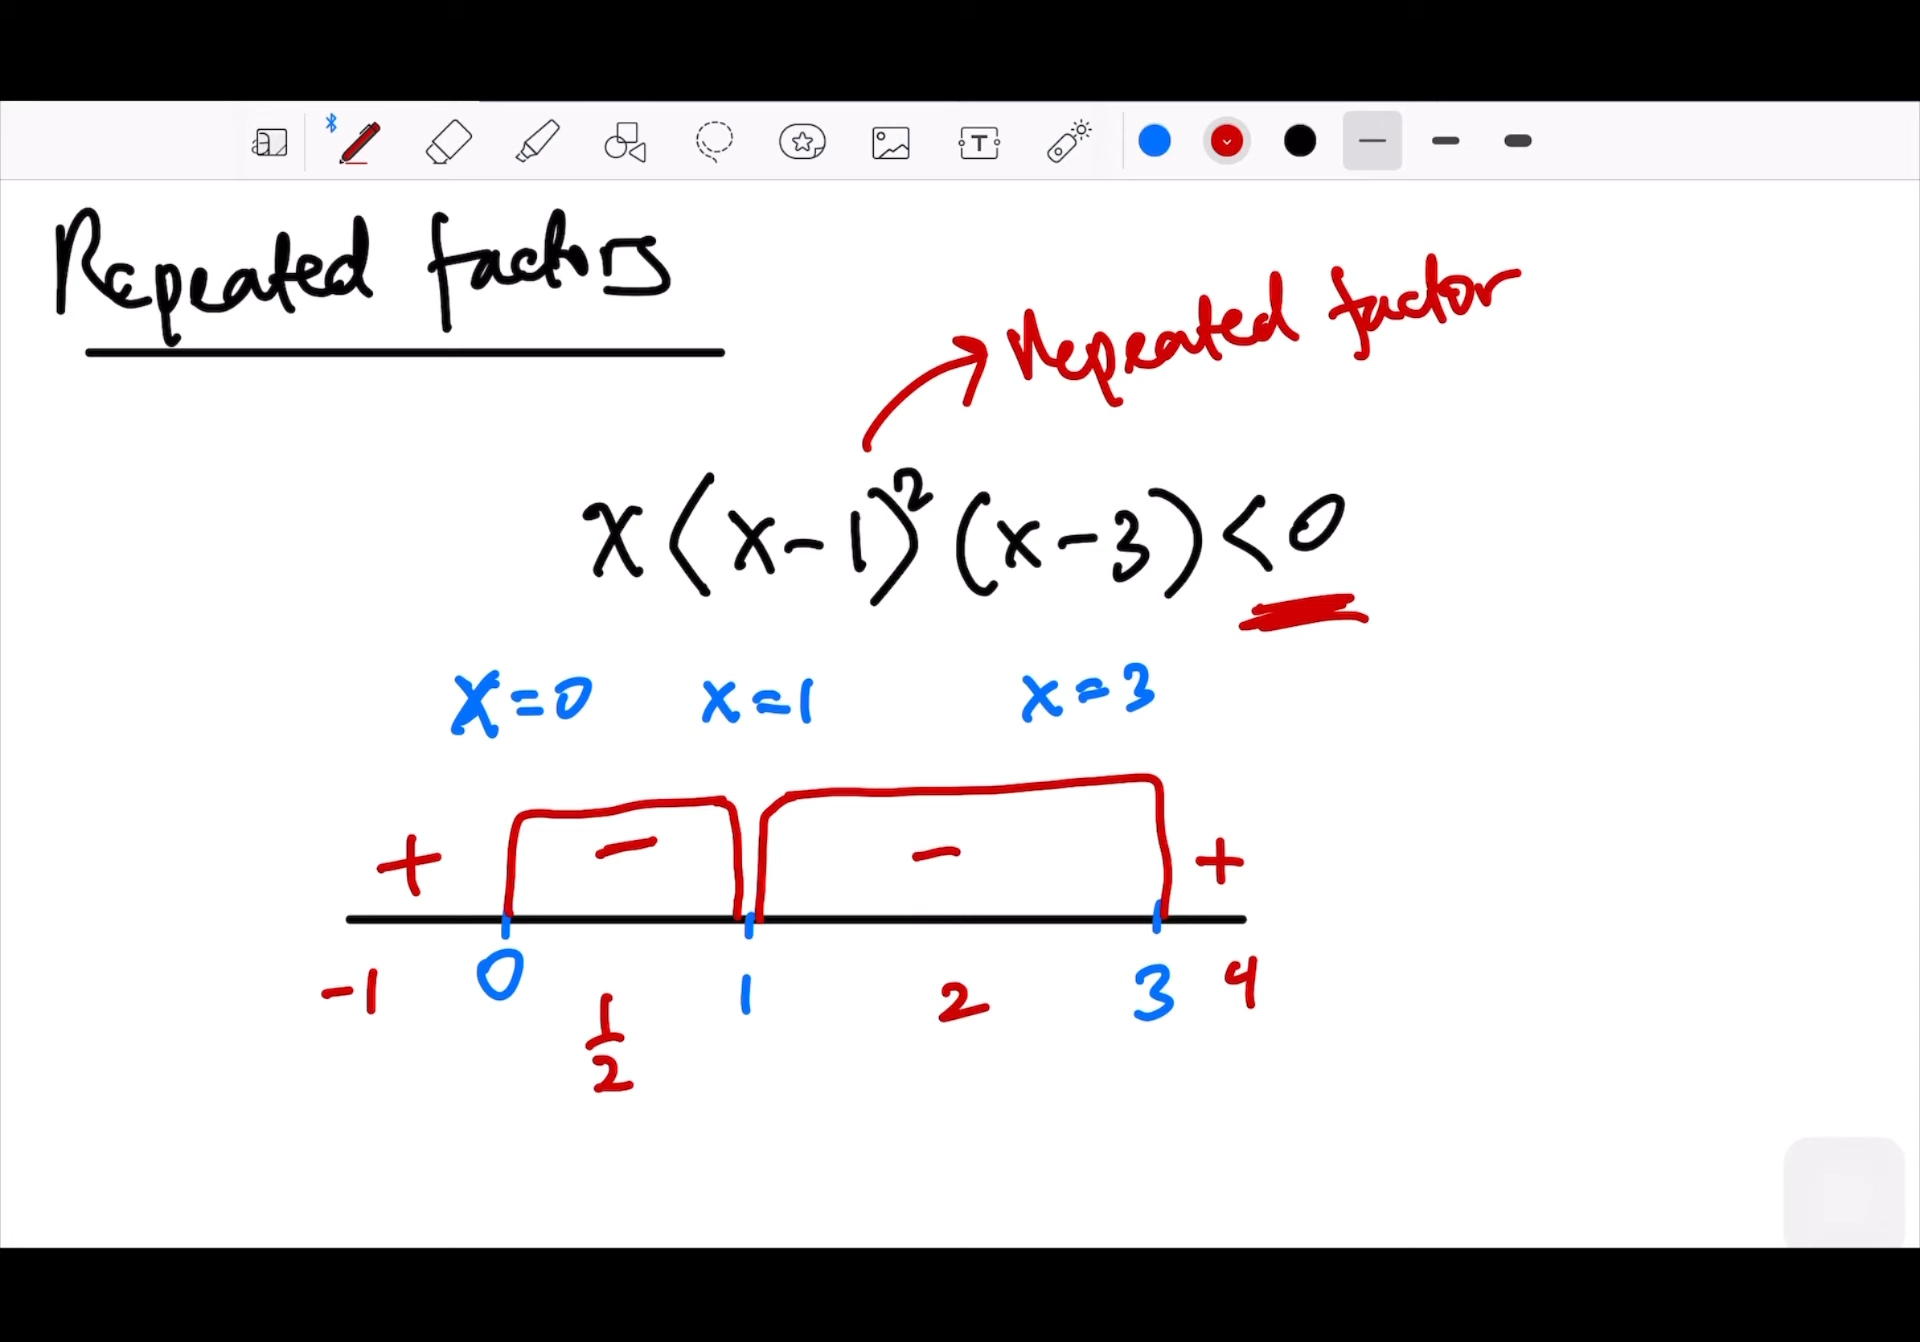 Repeated factors
Repeated factor
x(x-1)²(x-3)<0
x=0 x=1 x=3
+ - - +
-1 0 1/2 1 2 3 4